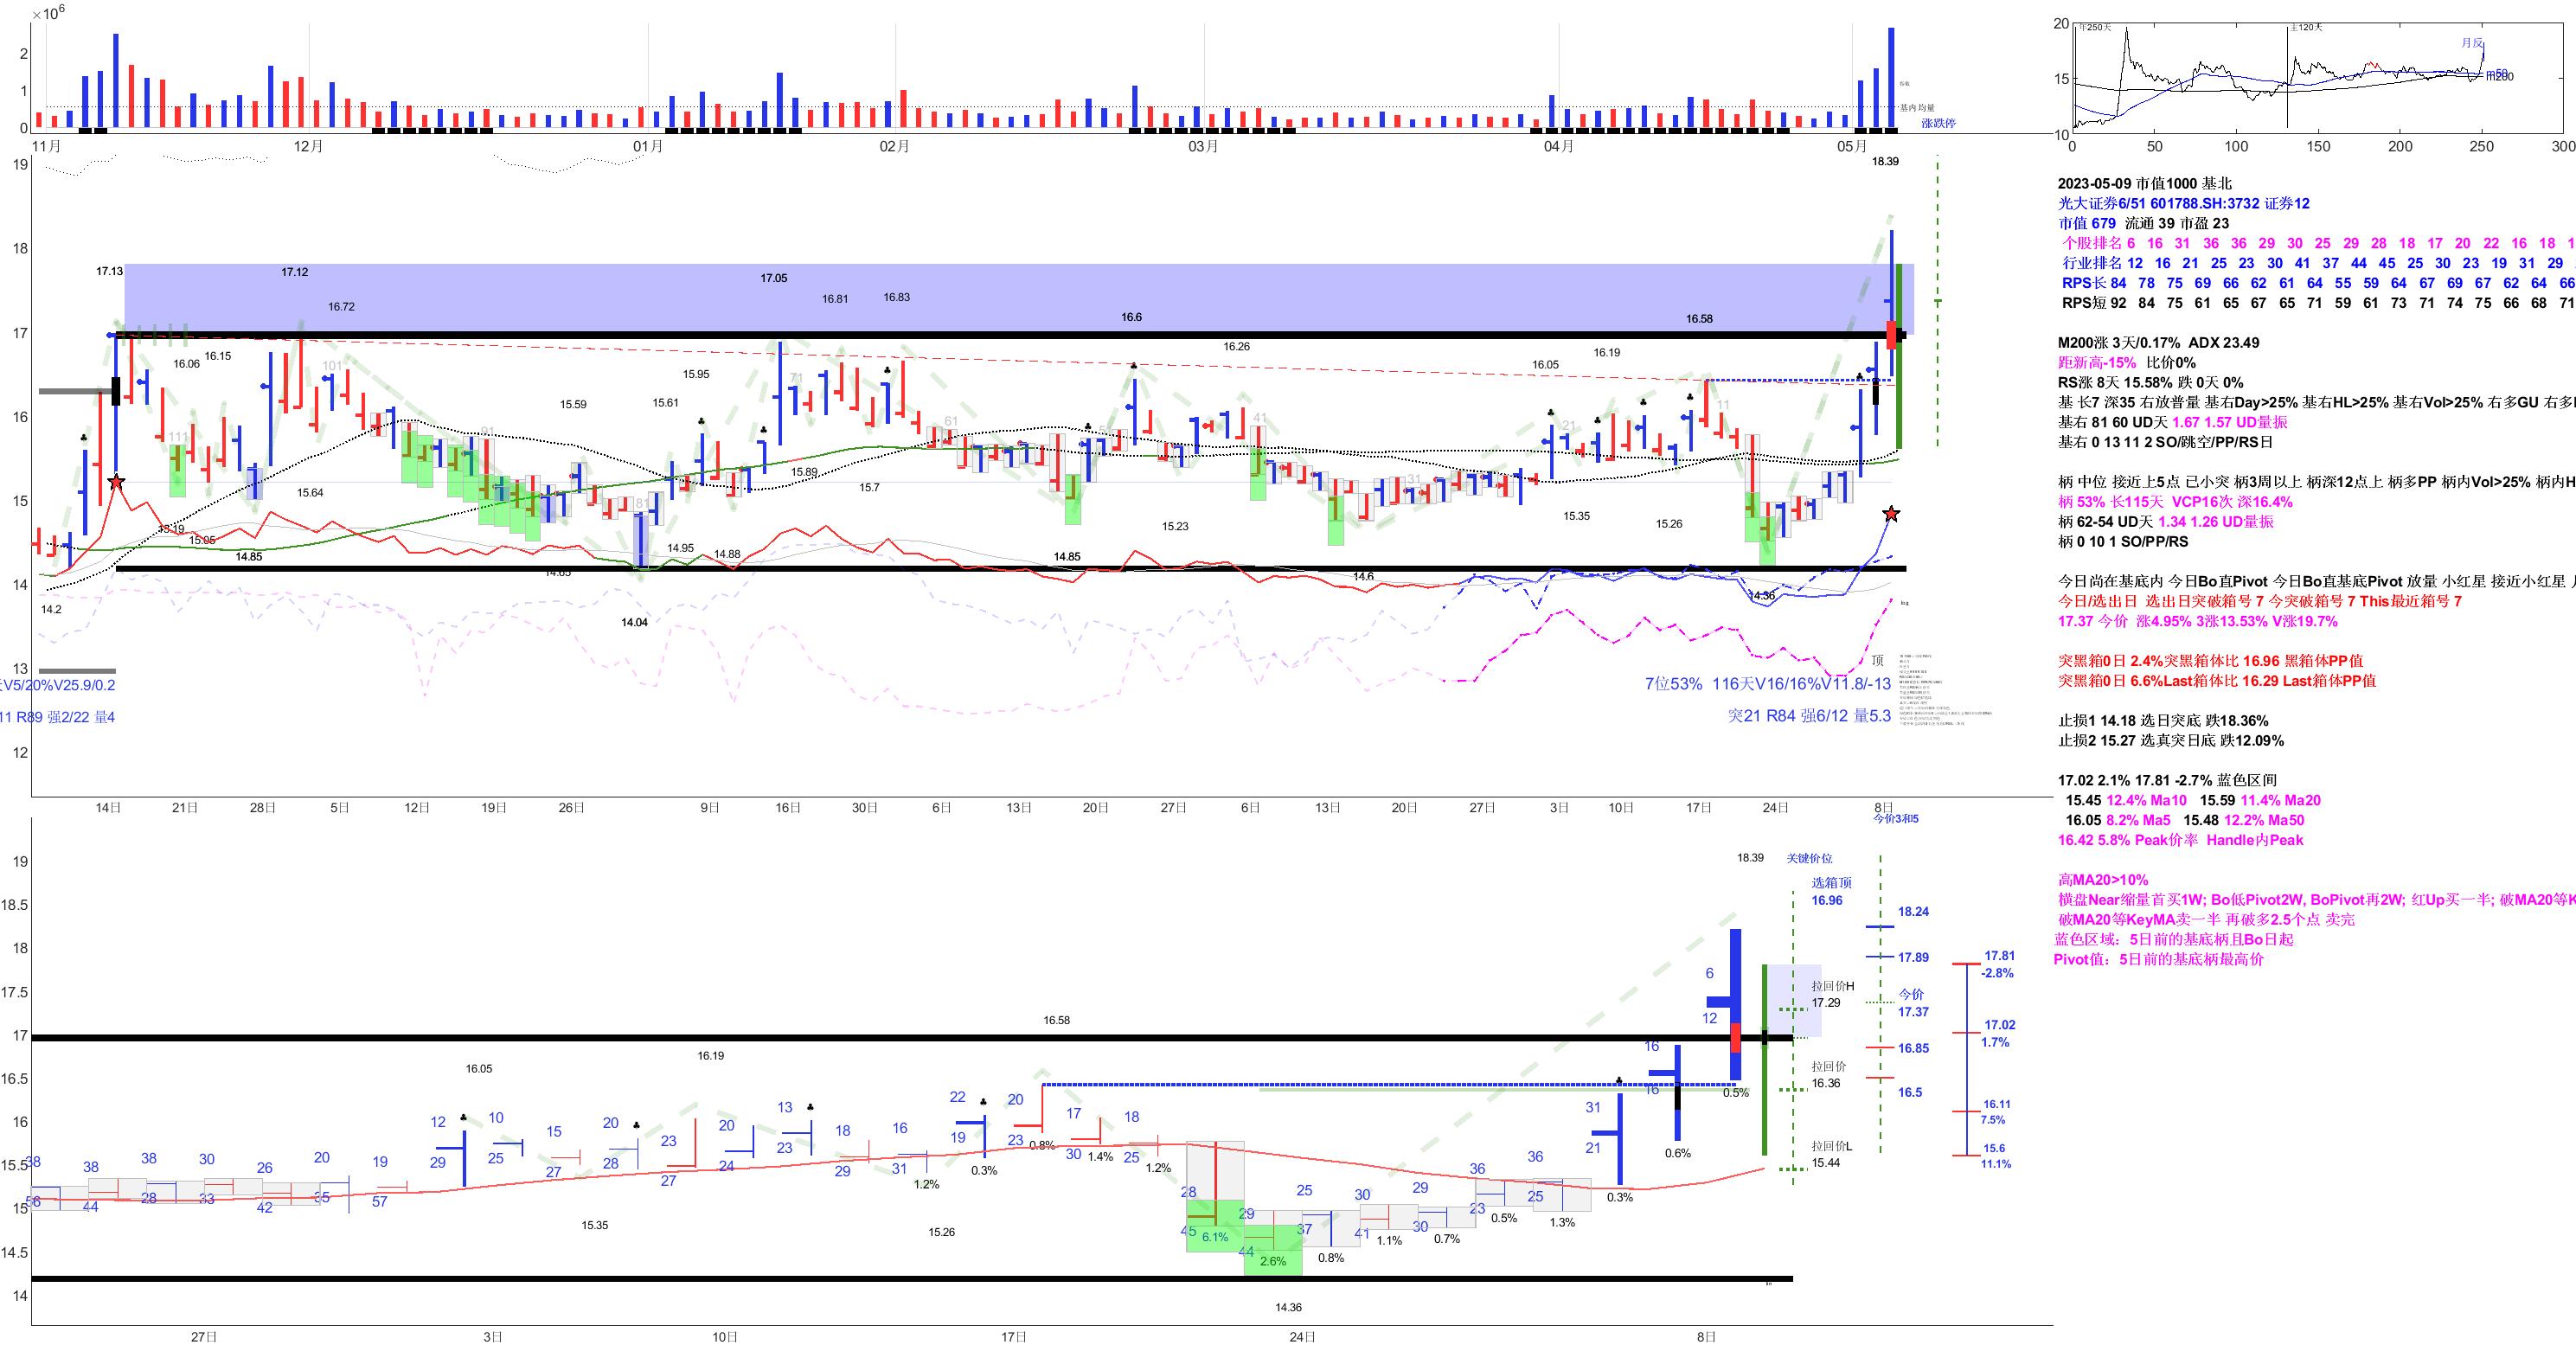 ×10⁶
2
1
0
基内 均量
涨跌停
11月 12月 01月 02月 03月 04月 05月
20
15
10
年250天 主120天 月反
m200
0 50 100 150 200 250 300
19
18
17
16
15
14
13
12
18.39
17.13 17.12 17.05
16.72 16.81 16.83 16.6 16.58
16.06 16.15 15.95 16.26 16.05 16.19
15.59 15.61
101 71 61 41 21 11
111 91 81 31
15.64 15.89 15.7 15.23 15.35 15.26
15.05 14.85 14.95 14.88 14.85 14.6 14.36
14.2 14.04
顶
天V5/20%V25.9/0.2
11 R89 强2/22 量4
7位53% 116天V16/16%V11.8/-13
突21 R84 强6/12 量5.3
14日 21日 28日 5日 12日 19日 26日 9日 16日 30日 6日 13日 20日 27日 6日 13日 20日 27日 3日 10日 17日 24日 8日
2023-05-09 市值1000 基北
光大证券6/51 601788.SH:3732 证券12
市值 679 流通 39 市盈 23
个股排名 6 16 31 36 36 29 30 25 29 28 18 17 20 22 16 18 1
行业排名 12 16 21 25 23 30 41 37 44 45 25 30 23 19 31 29
RPS长 84 78 75 69 66 62 61 64 55 59 64 67 69 67 62 64 66
RPS短 92 84 75 61 65 67 65 71 59 61 73 71 74 75 66 68 71
M200涨 3天/0.17% ADX 23.49
距新高-15% 比价0%
RS涨 8天 15.58% 跌 0天 0%
基 长7 深35 右放普量 基右Day>25% 基右HL>25% 基右Vol>25% 右多GU 右多
基右 81 60 UD天 1.67 1.57 UD量振
基右 0 13 11 2 SO/跳空/PP/RS日
柄 中位 接近上5点 已小突 柄3周以上 柄深12点上 柄多PP 柄内Vol>25% 柄内H
柄 53% 长115天 VCP16次 深16.4%
柄 62-54 UD天 1.34 1.26 UD量振
柄 0 10 1 SO/PP/RS
今日尚在基底内 今日Bo直Pivot 今日Bo直基底Pivot 放量 小红星 接近小红星
今日/选出日 选出日突破箱号 7 今突破箱号 7 This最近箱号 7
17.37 今价 涨4.95% 3涨13.53% V涨19.7%
突黑箱0日 2.4%突黑箱体比 16.96 黑箱体PP值
突黑箱0日 6.6%Last箱体比 16.29 Last箱体PP值
止损1 14.18 选日突底 跌18.36%
止损2 15.27 选真突日底 跌12.09%
17.02 2.1% 17.81 -2.7% 蓝色区间
15.45 12.4% Ma10 15.59 11.4% Ma20
16.05 8.2% Ma5 15.48 12.2% Ma50
16.42 5.8% Peak价率 Handle内Peak
高MA20>10%
横盘Near缩量首买1W; Bo低Pivot2W, BoPivot再2W; 红Up买一半; 破MA20等K
破MA20等KeyMA卖一半 再破多2.5个点 卖完
蓝色区域：5日前的基底柄且Bo日起
Pivot值：5日前的基底柄最高价
19
18.5
18
17.5
17
16.5
16
15.5
15
14.5
14
今价3和5
关键价位
选箱顶
16.96
18.39
拉回价H
17.29
拉回价
16.36
拉回价L
15.44
18.24
17.89
今价
17.37
16.85
16.5
17.81
-2.8%
17.02
1.7%
16.11
7.5%
15.6
11.1%
16.58
16.05 16.19
15.35 15.26
14.36
38 38 38 30 26 20 19 12 10 15 20 23 20 13 18 16 22 20 17 18 28 29 25 30 29 36 36 31 16 6
56 44 28 33 42 35 57 29 25 27 28 27 24 23 29 31 19 23 30 25 45 44 37 41 30 23 25 21 16 12
1.2% 0.3% 0.8% 1.4% 1.2% 6.1% 2.6% 0.8% 1.1% 0.7% 0.5% 1.3% 0.3% 0.6% 0.5%
27日 3日 10日 17日 24日 8日